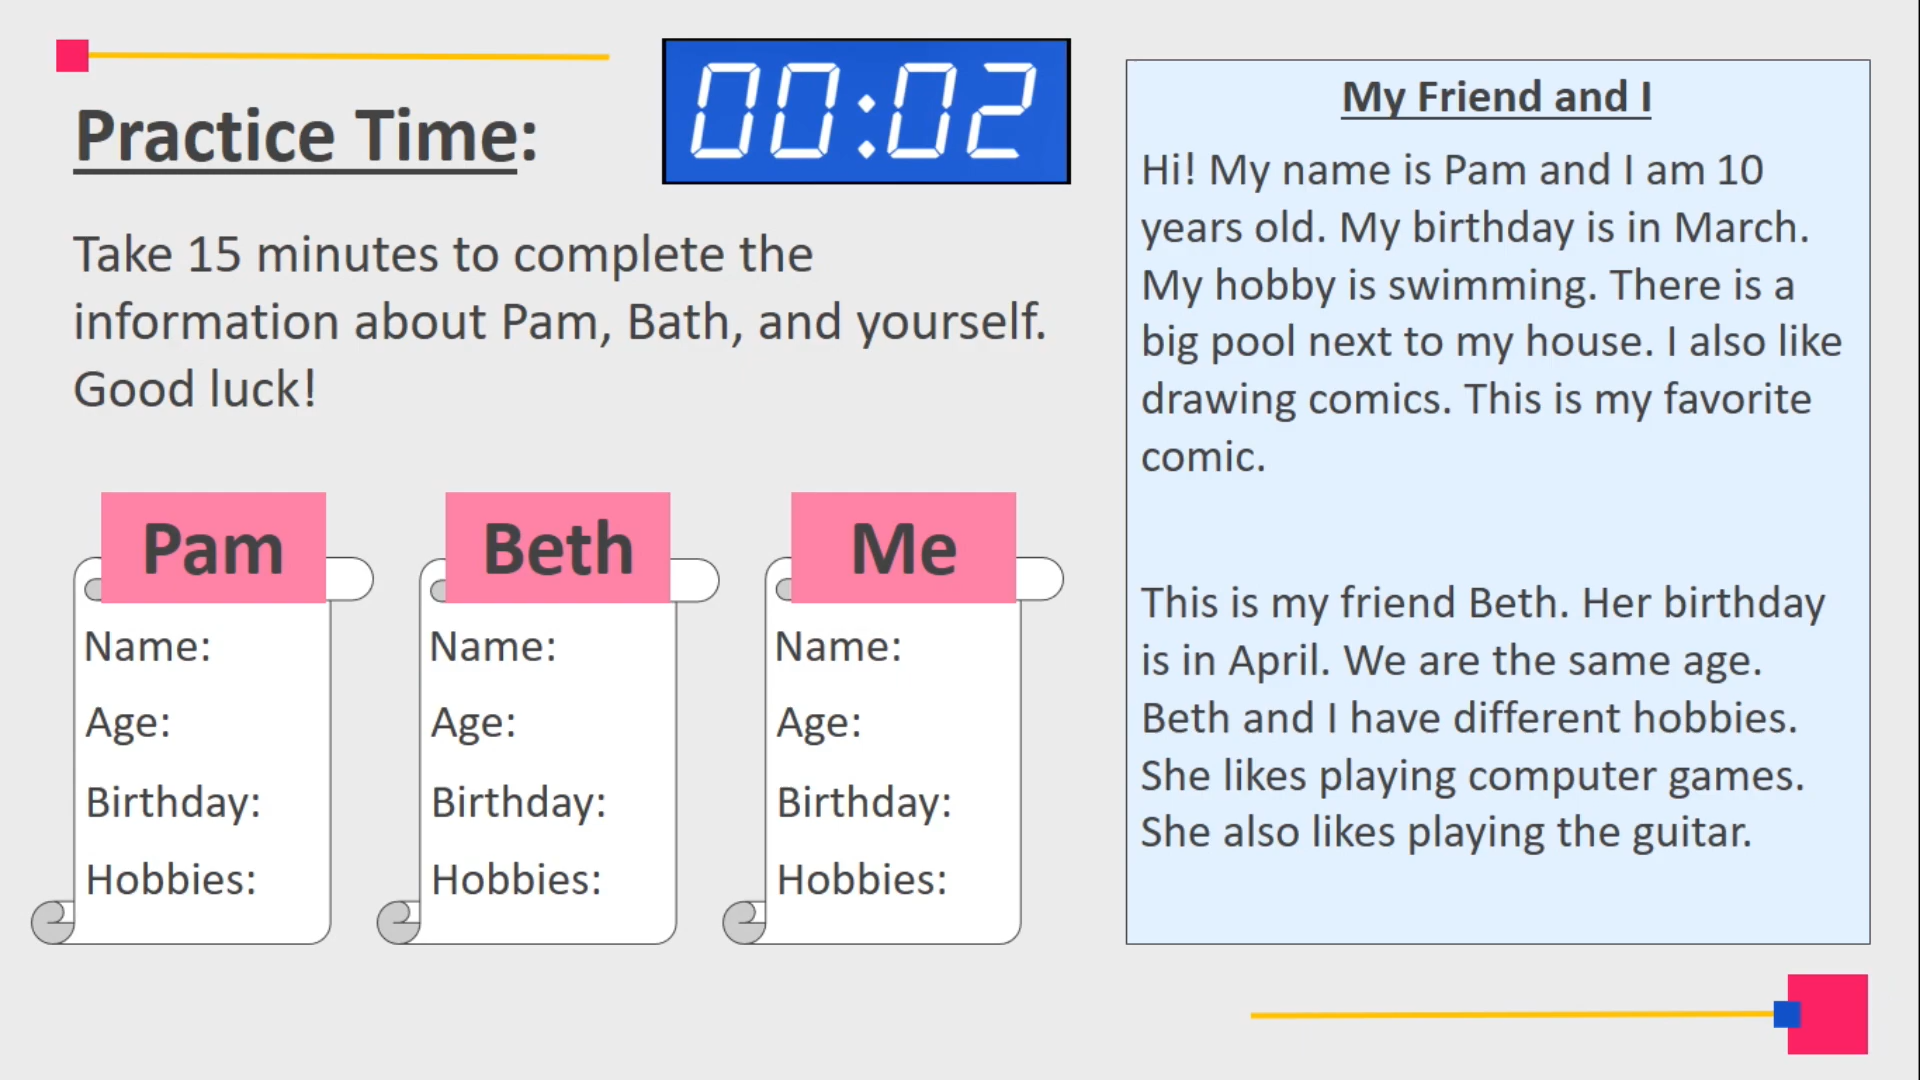 00:02
Practice Time:
Take 15 minutes to complete the
information about Pam, Bath, and yourself.
Good luck!
Pam
Name:
Age:
Birthday:
Hobbies:
Beth
Name:
Age:
Birthday:
Hobbies:
Me
Name:
Age:
Birthday:
Hobbies:
My Friend and I
Hi! My name is Pam and I am 10
years old. My birthday is in March.
My hobby is swimming. There is a
big pool next to my house. I also like
drawing comics. This is my favorite
comic.
This is my friend Beth. Her birthday
is in April. We are the same age.
Beth and I have different hobbies.
She likes playing computer games.
She also likes playing the guitar.